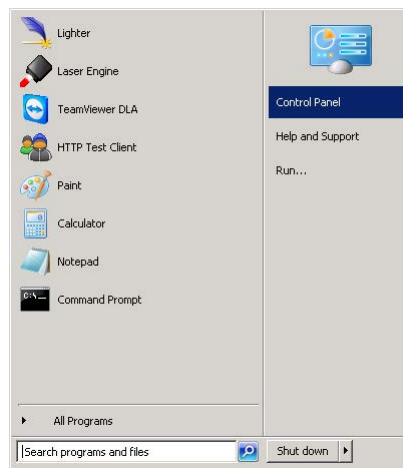 Lighter
Laser Engine
TeamViewer DLA
HTTP Test Client
Paint
Calculator
Notepad
C:\_
Command Prompt
All Programs
Search programs and files
Control Panel
Help and Support
Run...
Shut down